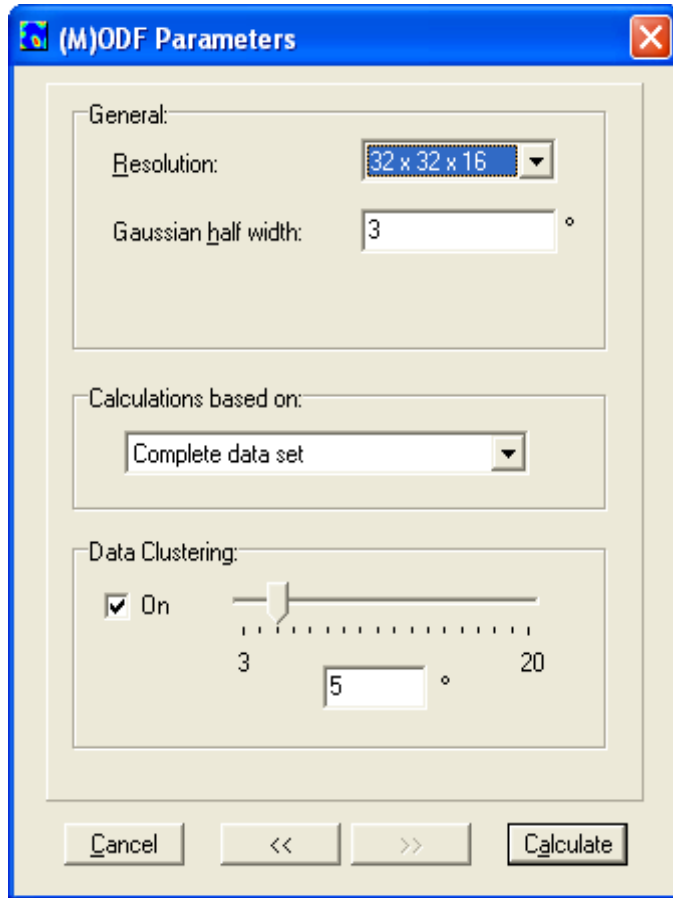 (M)ODF Parameters
General:
Resolution: 32 x 32 x 16
Gaussian half width: 3 °
Calculations based on:
Complete data set
Data Clustering:
On
3 20
5 °
Cancel << >> Calculate